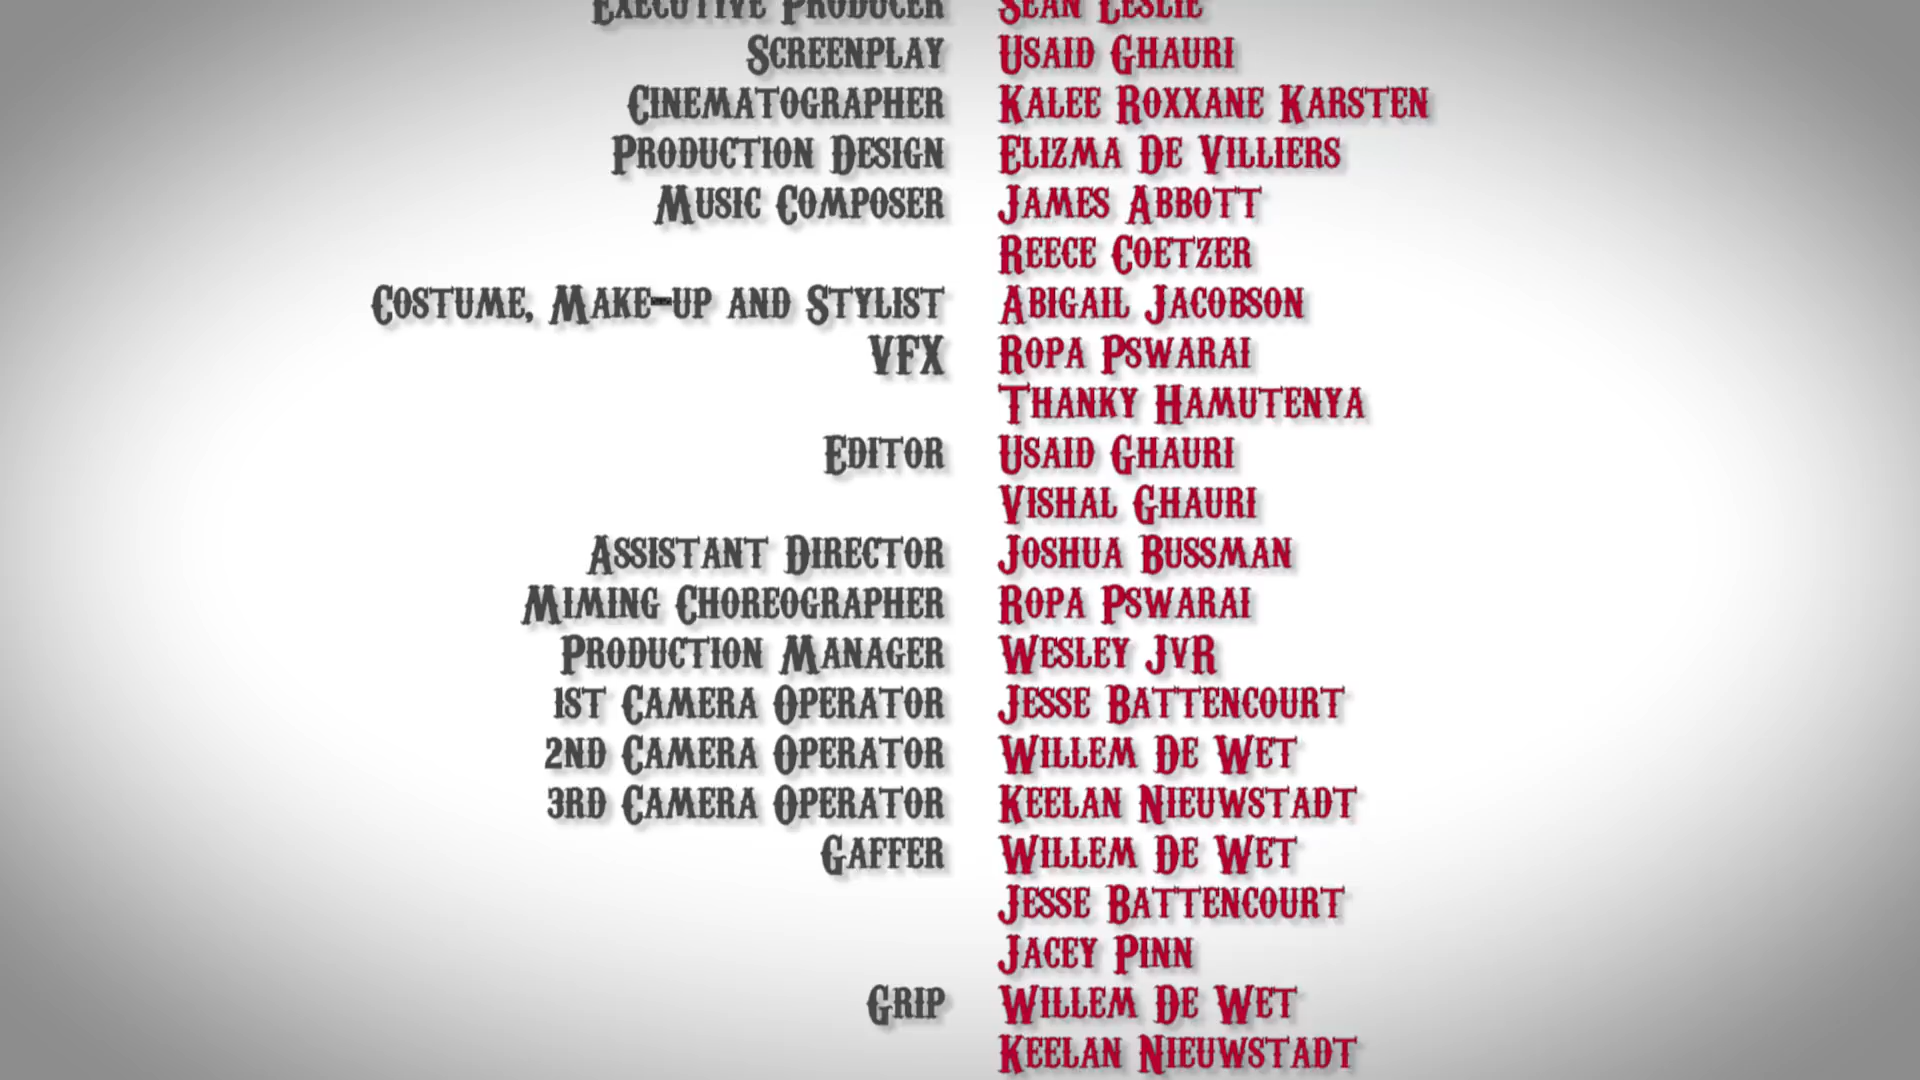 Executive Producer Sean Leslie
Screenplay Usaid Ghauri
Cinematographer Kalee Roxxane Karsten
Production Design Elizma De Villiers
Music Composer James Abbott
Reece Coetzer
Costume, Make-up and Stylist Abigail Jacobson
VFX Ropa Pswarai
Thanky Hamutenya
Editor Usaid Ghauri
Vishal Ghauri
Assistant Director Joshua Bussman
Miming Choreographer Ropa Pswarai
Production Manager Wesley JvR
1st Camera Operator Jesse Battencourt
2nd Camera Operator Willem De Wet
3rd Camera Operator Keelan Nieuwstadt
Gaffer Willem De Wet
Jesse Battencourt
Jacey Pinn
Grip Willem De Wet
Keelan Nieuwstadt